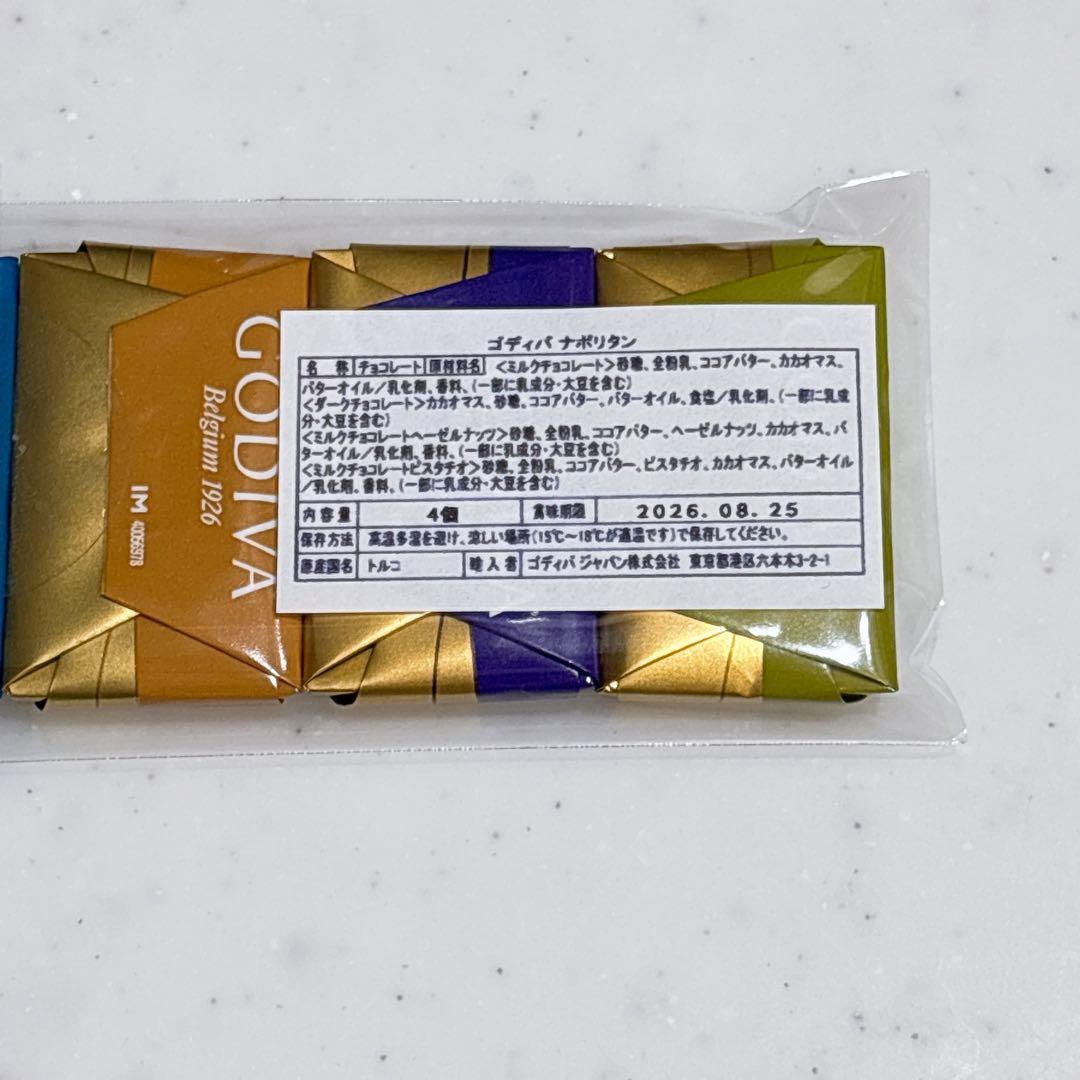 GODIVA
Belgium 1926
IM 40056978
ゴディバ ナポリタン
名 称 チョコレート 原材料名 <ミルクチョコレート>砂糖、全粉乳、ココアバター、カカオマス、
バターオイル/乳化剤、香料、(一部に乳成分・大豆を含む)
<ダークチョコレート>カカオマス、砂糖、ココアバター、バターオイル、食塩/乳化剤、(一部に乳成
分・大豆を含む)
<ミルクチョコレートヘーゼルナッツ>砂糖、全粉乳、ココアバター、ヘーゼルナッツ、カカオマス、バ
ターオイル/乳化剤、香料、(一部に乳成分・大豆を含む)
<ミルクチョコレートピスタチオ>砂糖、全粉乳、ココアバター、ピスタチオ、カカオマス、バターオイル
/乳化剤、香料、(一部に乳成分・大豆を含む)
内容量 4個 賞味期限 2026.08.25
保存方法 高温多湿を避け、涼しい場所(15℃~18℃が適温です)で保存してください。
原産国名 トルコ 輸入者 ゴディバ ジャパン株式会社 東京都港区六本木3-2-1
A